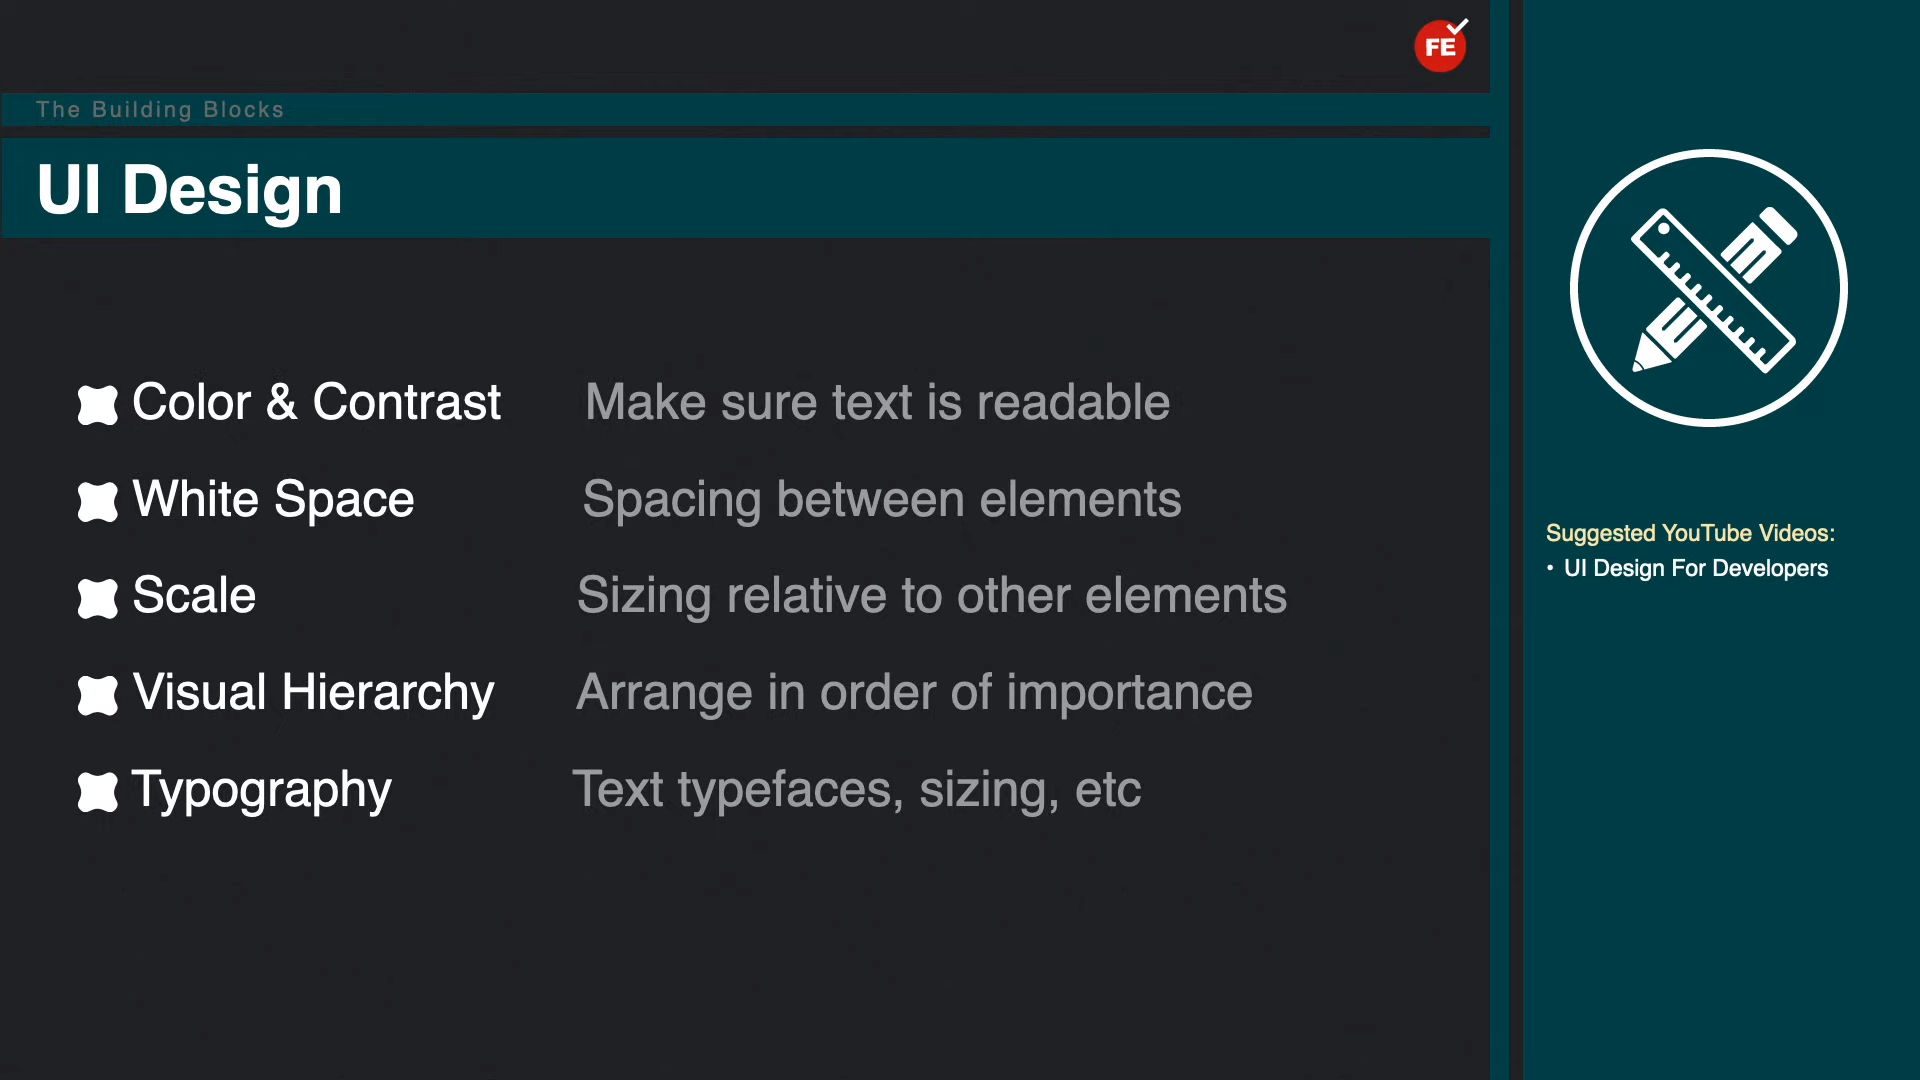 FE
The Building Blocks
UI Design
Color & Contrast Make sure text is readable
White Space Spacing between elements
Scale Sizing relative to other elements
Visual Hierarchy Arrange in order of importance
Typography Text typefaces, sizing, etc
Suggested YouTube Videos:
• UI Design For Developers